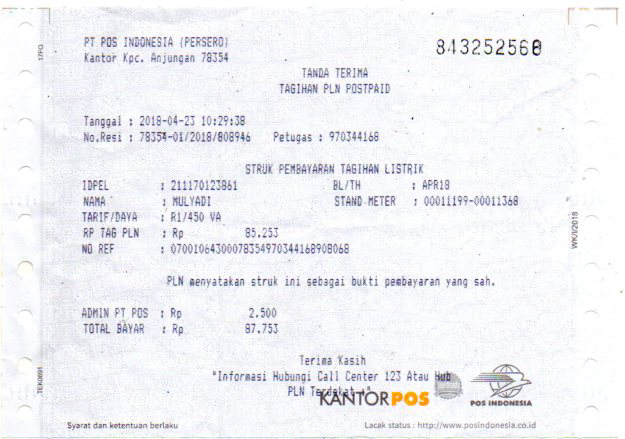 PT POS INDONESIA (PERSERO)
843252568
Kantor Kpc. Anjungan 78354
17FG.
TANDA TERIMA
TAGIHAN PLN POSTPAID
Tanggal : 2018-04-23 10:29:38
No.Resi : 78354-01/2018/808946 Petugas : 970344168
STRUK PEMBAYARAN TAGIHAN LISTRIK
IDPEL : 211170123861 BL/TH : APR18
NAMA : MULYADI STAND METER : 00011199-00011368
TARIF/DAYA : R1/450 VA
RP TAG PLN : Rp 85.253
NO REF : 0700106430007835497034416890B068
WK/II/2018
PLN menyatakan struk ini sebagai bukti pembayaran yang sah.
ADMIN PT POS : Rp 2.500
TOTAL BAYAR : Rp 87.753
Terima Kasih
"Informasi Hubungi Call Center 123 Atau Hub
PLN Terdekat :"
KANTORPOS
POS INDONESIA
Syarat dan ketentuan berlaku
Lacak status : http://www.posindonesia.co.id